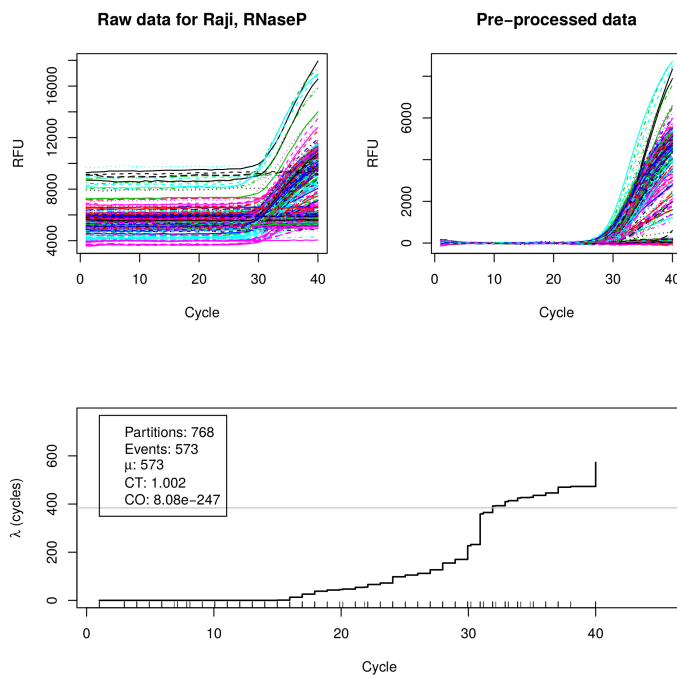 Raw data for Raji, RNaseP
Pre−processed data
RFU
16000
12000
8000
4000
0 10 20 30 40
Cycle
RFU
6000
2000
0
0 10 20 30 40
Cycle
Partitions: 768
Events: 573
μ: 573
CT: 1.002
CO: 8.08e−247
λ (cycles)
600
400
200
0
0 10 20 30 40
Cycle